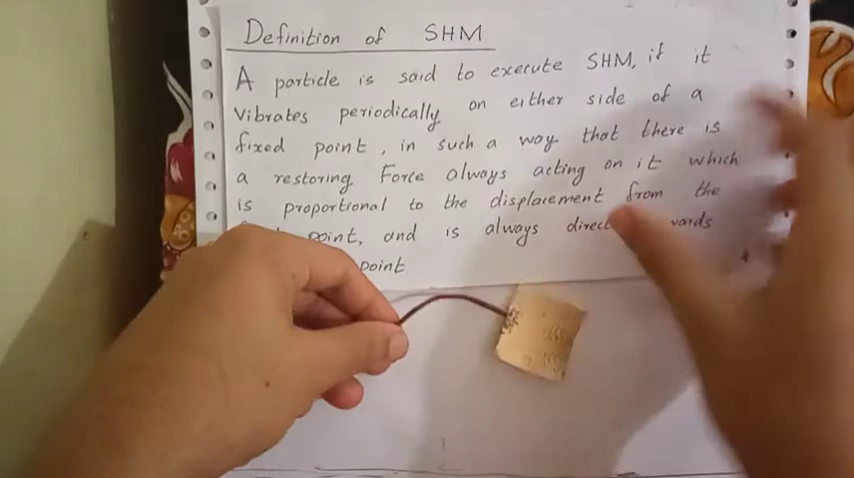 Definition of SHM
A particle is said to execute SHM, if it
vibrates periodically on either side of a
fixed point, in such a way that there is
a restoring Force always acting on it which
is proportional to the displacement from the
point, and is always
point